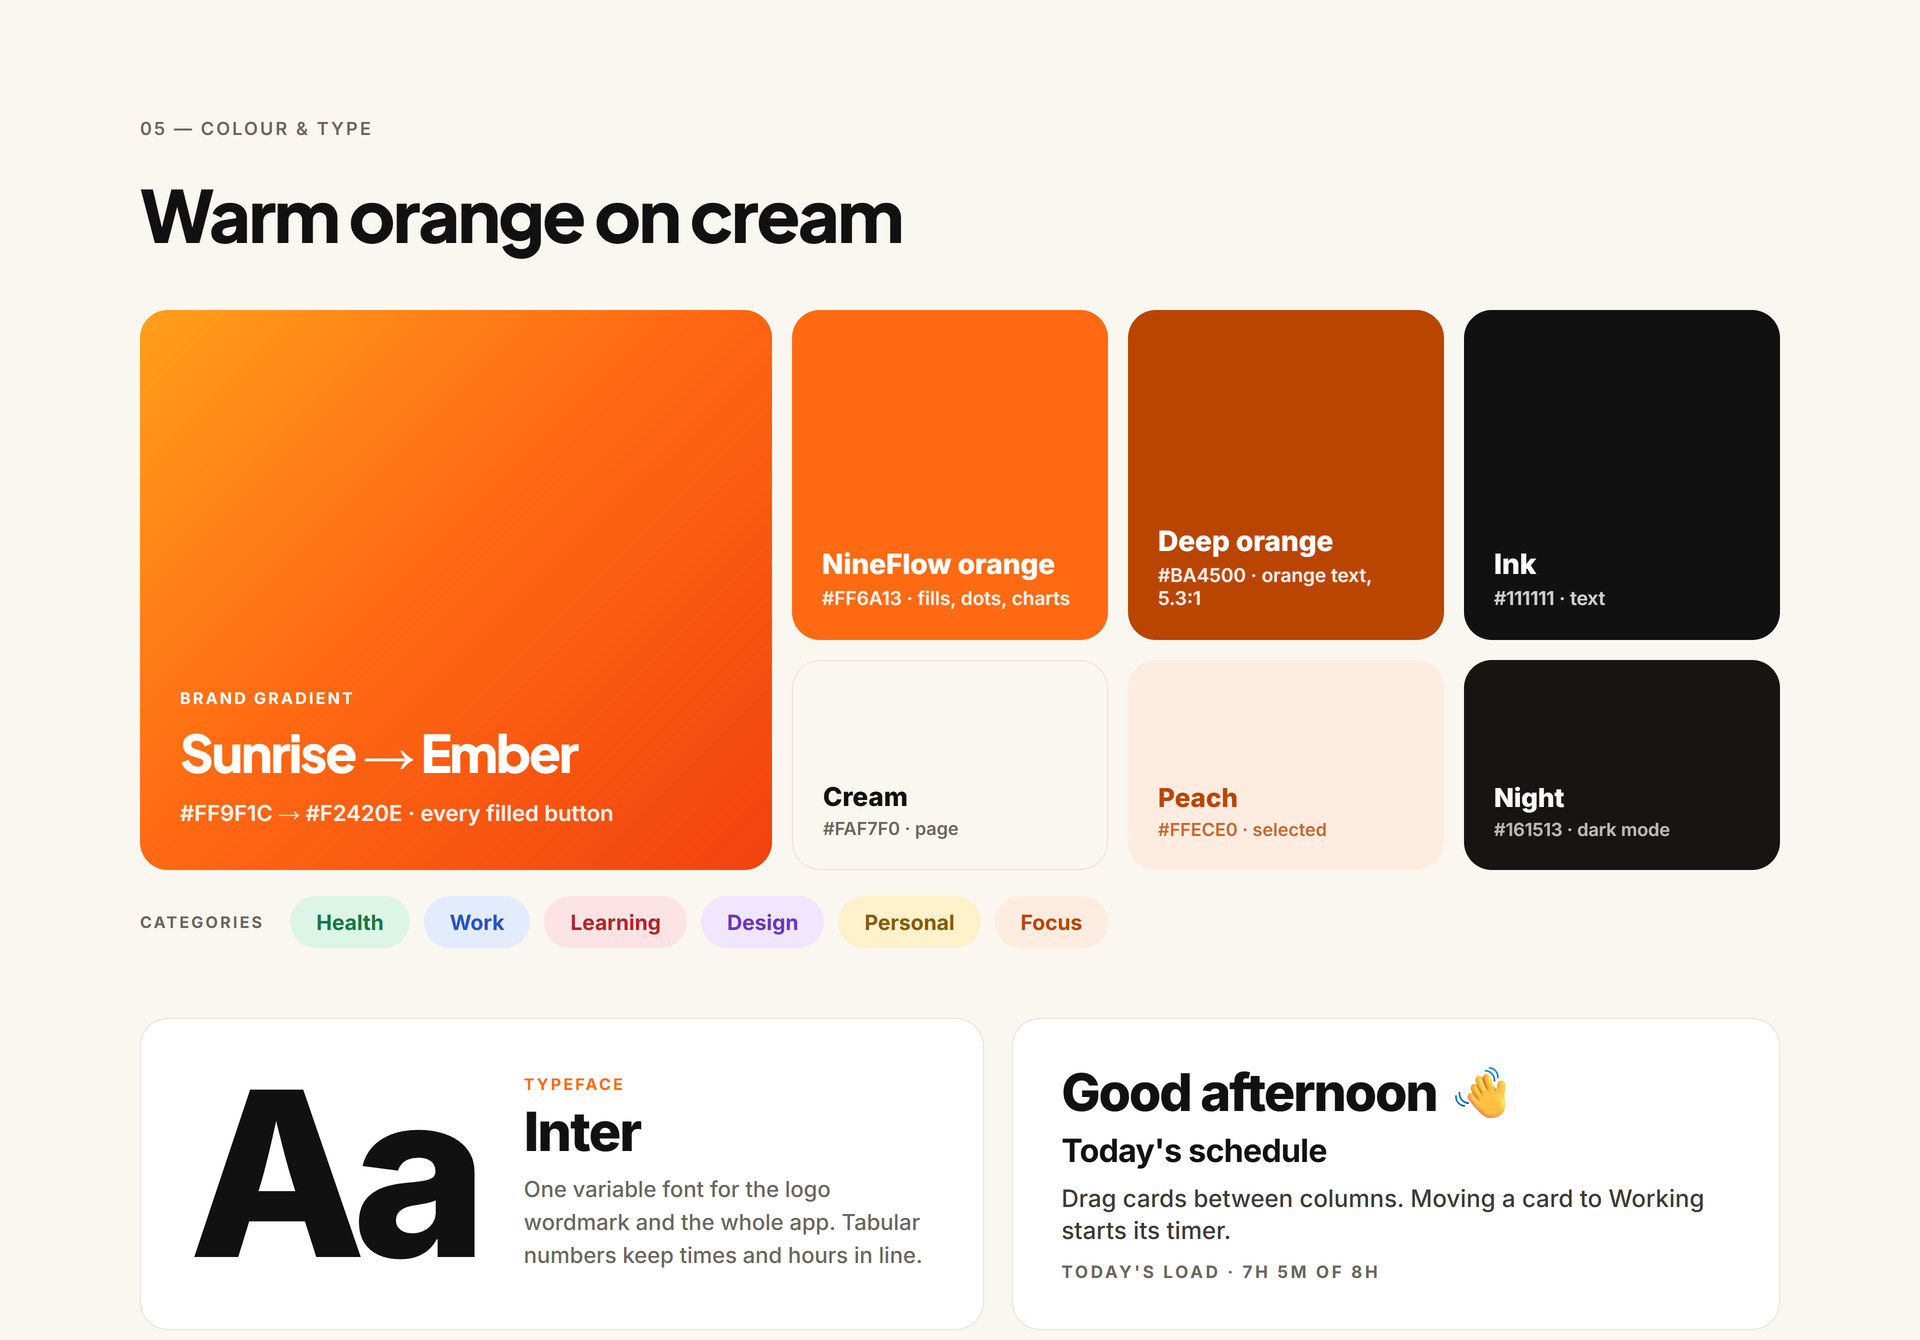 05 — COLOUR & TYPE
Warm orange on cream
BRAND GRADIENT
Sunrise → Ember
#FF9F1C → #F2420E · every filled button
NineFlow orange
#FF6A13 · fills, dots, charts
Deep orange
#BA4500 · orange text,
5.3:1
Ink
#111111 · text
Cream
#FAF7F0 · page
Peach
#FFECE0 · selected
Night
#161513 · dark mode
CATEGORIES
Health
Work
Learning
Design
Personal
Focus
Aa
TYPEFACE
Inter
One variable font for the logo
wordmark and the whole app. Tabular
numbers keep times and hours in line.
Good afternoon 👋
Today's schedule
Drag cards between columns. Moving a card to Working
starts its timer.
TODAY'S LOAD · 7H 5M OF 8H